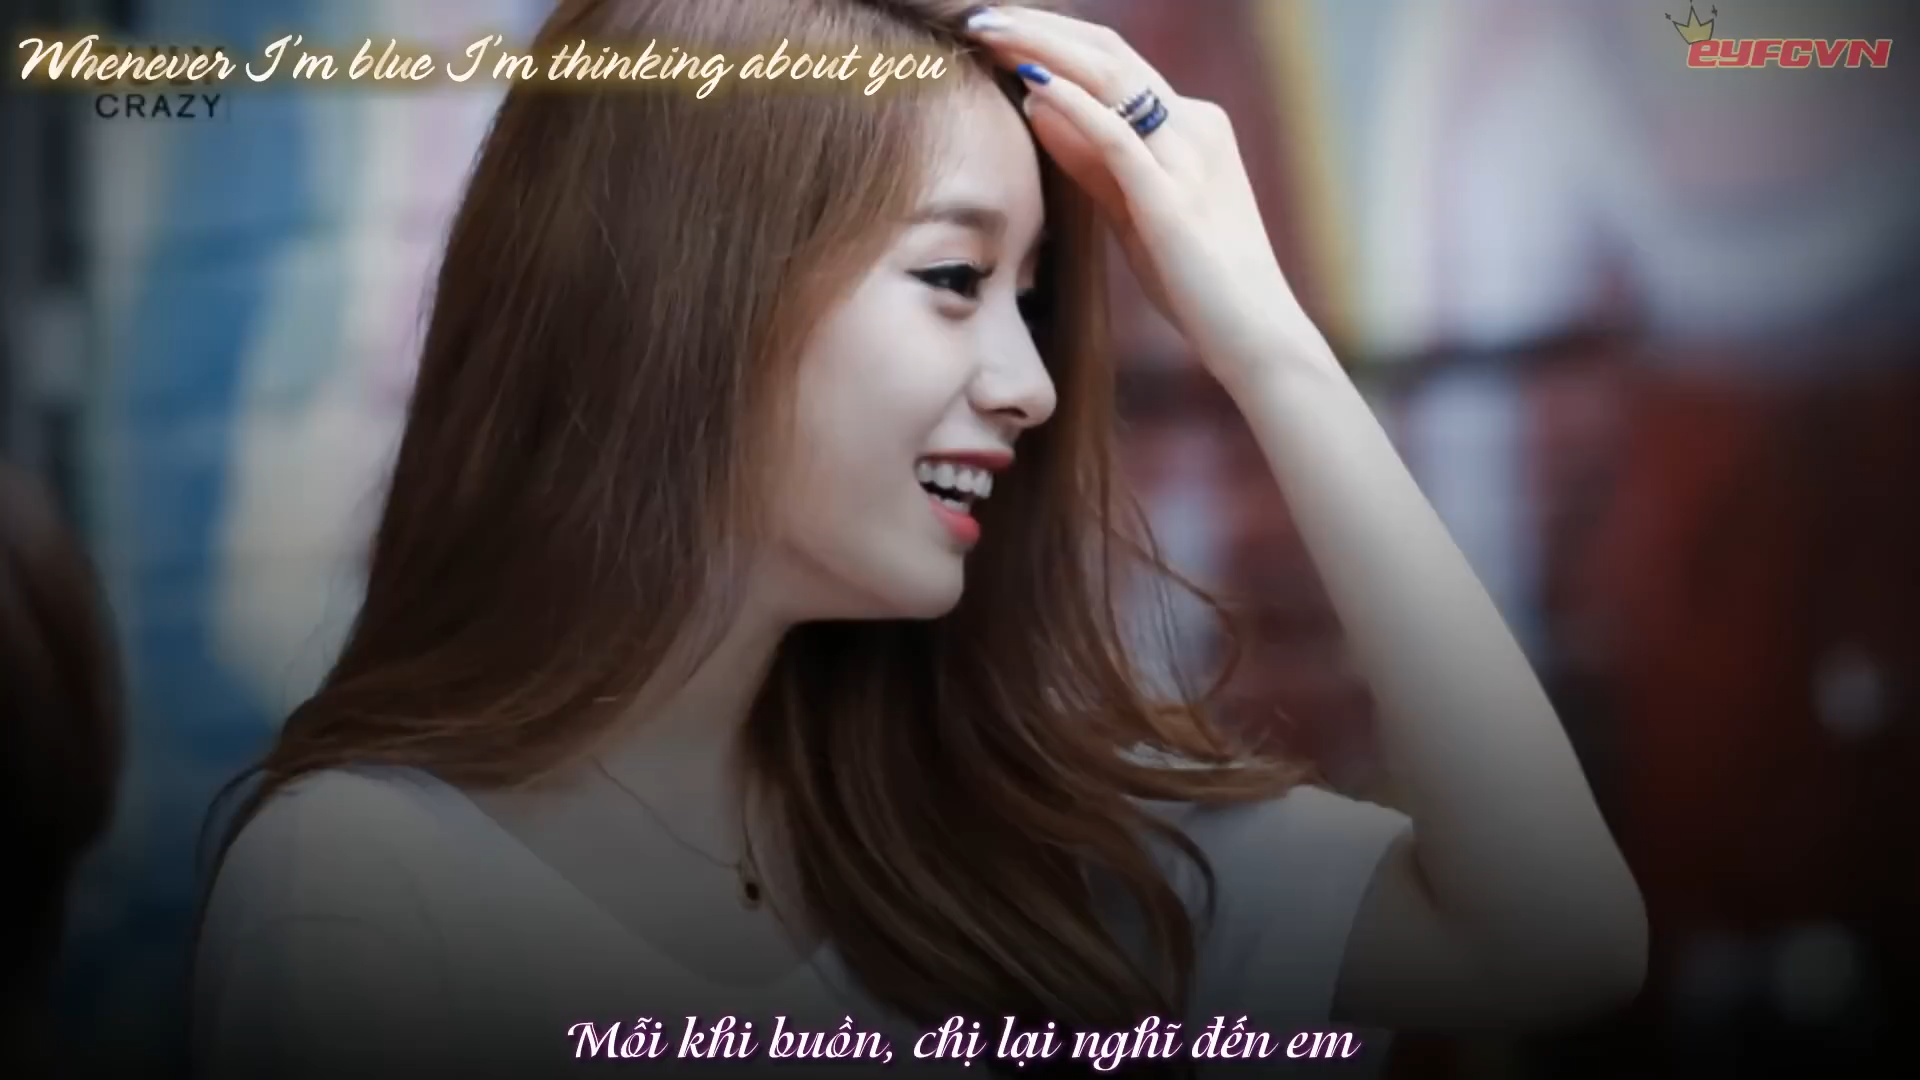 Whenever I'm blue I'm thinking about you
CRAZY
eyFCVN
Mỗi khi buồn, chị lại nghĩ đến em